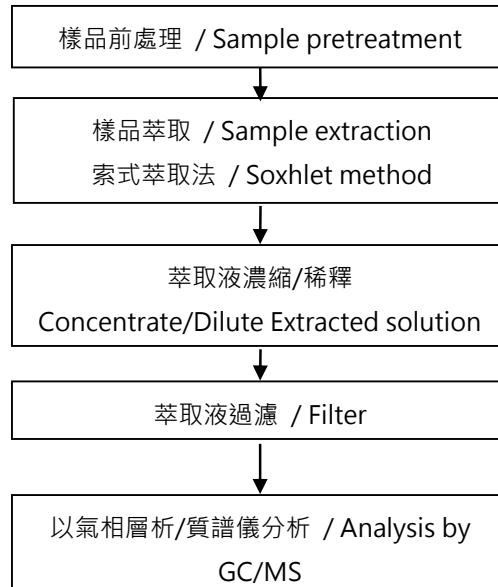 樣品前處理 / Sample pretreatment
樣品萃取 / Sample extraction
索式萃取法 / Soxhlet method
萃取液濃縮/稀釋
Concentrate/Dilute Extracted solution
萃取液過濾 / Filter
以氣相層析/質譜儀分析 / Analysis by
GC/MS